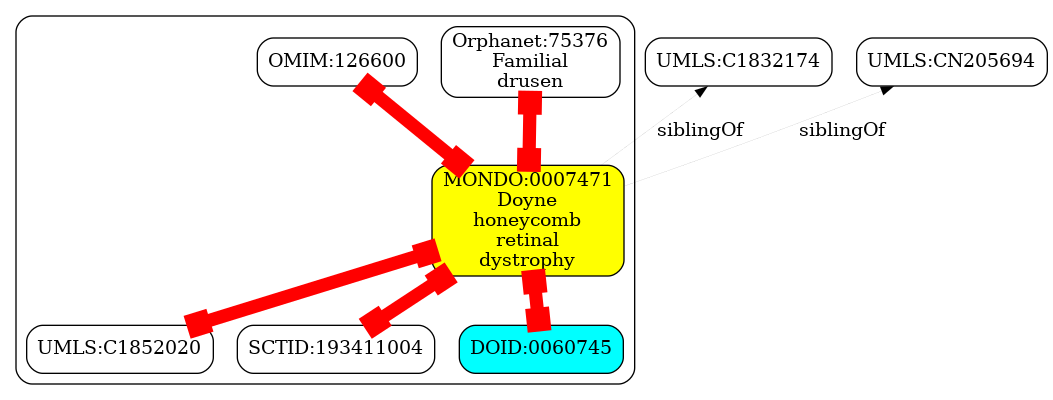 OMIM:126600
Orphanet:75376
Familial
drusen
UMLS:C1832174
UMLS:CN205694
siblingOf
siblingOf
MONDO:0007471
Doyne
honeycomb
retinal
dystrophy
UMLS:C1852020
SCTID:193411004
DOID:0060745